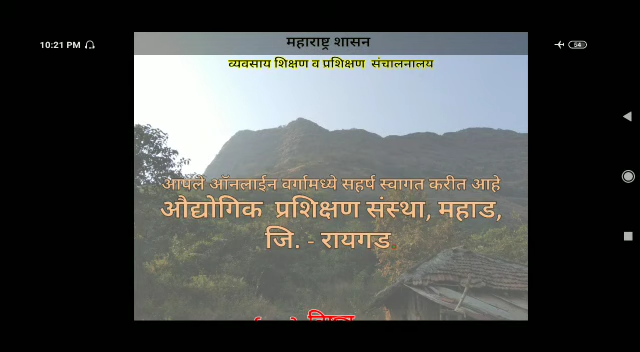 10:21 PM
54
महाराष्ट्र शासन
व्यवसाय शिक्षण व प्रशिक्षण संचालनालय
आपले ऑनलाईन वर्गामध्ये सहर्ष स्वागत करीत आहे
औद्योगिक प्रशिक्षण संस्था, महाड,
जि. - रायगड